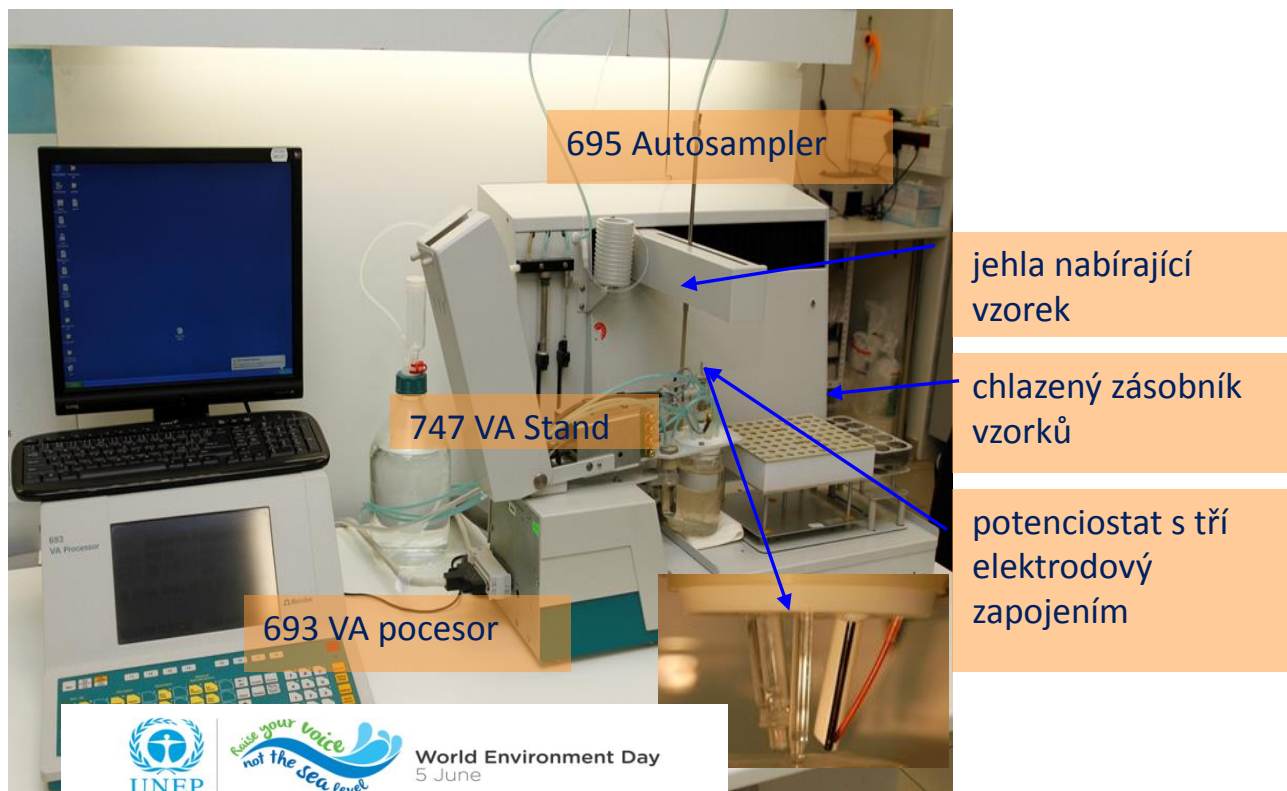 695 Autosampler
jehla nabírající
vzorek
chlazený zásobník
vzorků
747 VA Stand
potenciostat s tří
elektrodový
zapojením
693
VA Processor
693 VA pocesor
Raise your voice
not the sea level
World Environment Day
5 June
UNEP